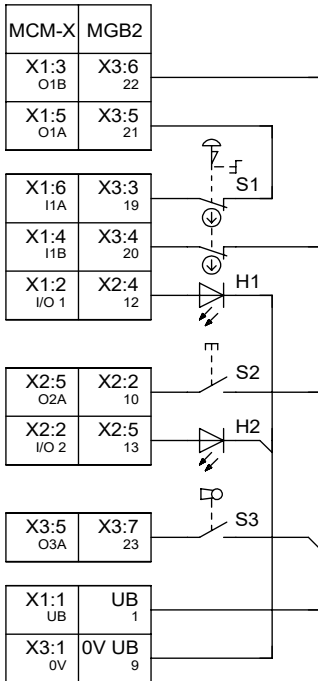 MCM-X MGB2
X1:3 X3:6
O1B 22
X1:5 X3:5
O1A 21
S1
X1:6 X3:3
I1A 19
X1:4 X3:4
I1B 20
X1:2 X2:4 H1
I/O 1 12
X2:5 X2:2 S2
O2A 10
X2:2 X2:5 H2
I/O 2 13
X3:5 X3:7 S3
O3A 23
X1:1 UB
UB 1
X3:1 0V UB
0V 9